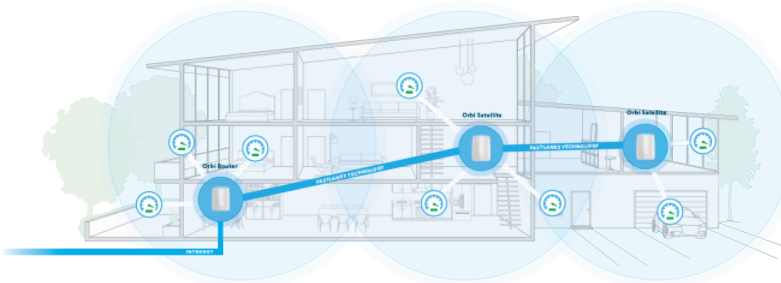 Orbi Satellite
Orbi Satellite
Orbi Router
FASTLANE3 TECHNOLOGY
FASTLANE3 TECHNOLOGY
INTERNET